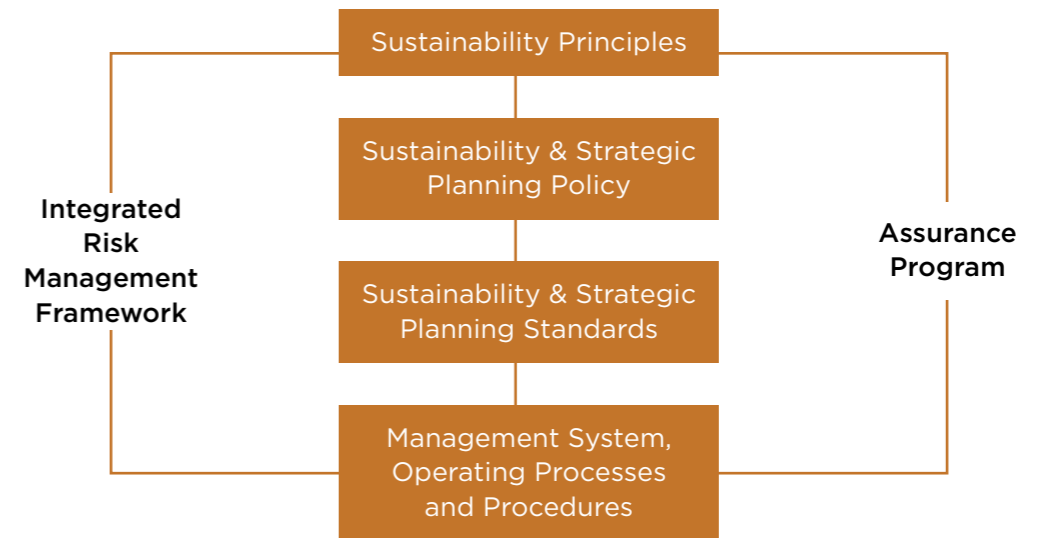 Sustainability Principles
Sustainability & Strategic
Planning Policy
Integrated
Risk
Management
Framework
Assurance
Program
Sustainability & Strategic
Planning Standards
Management System,
Operating Processes
and Procedures